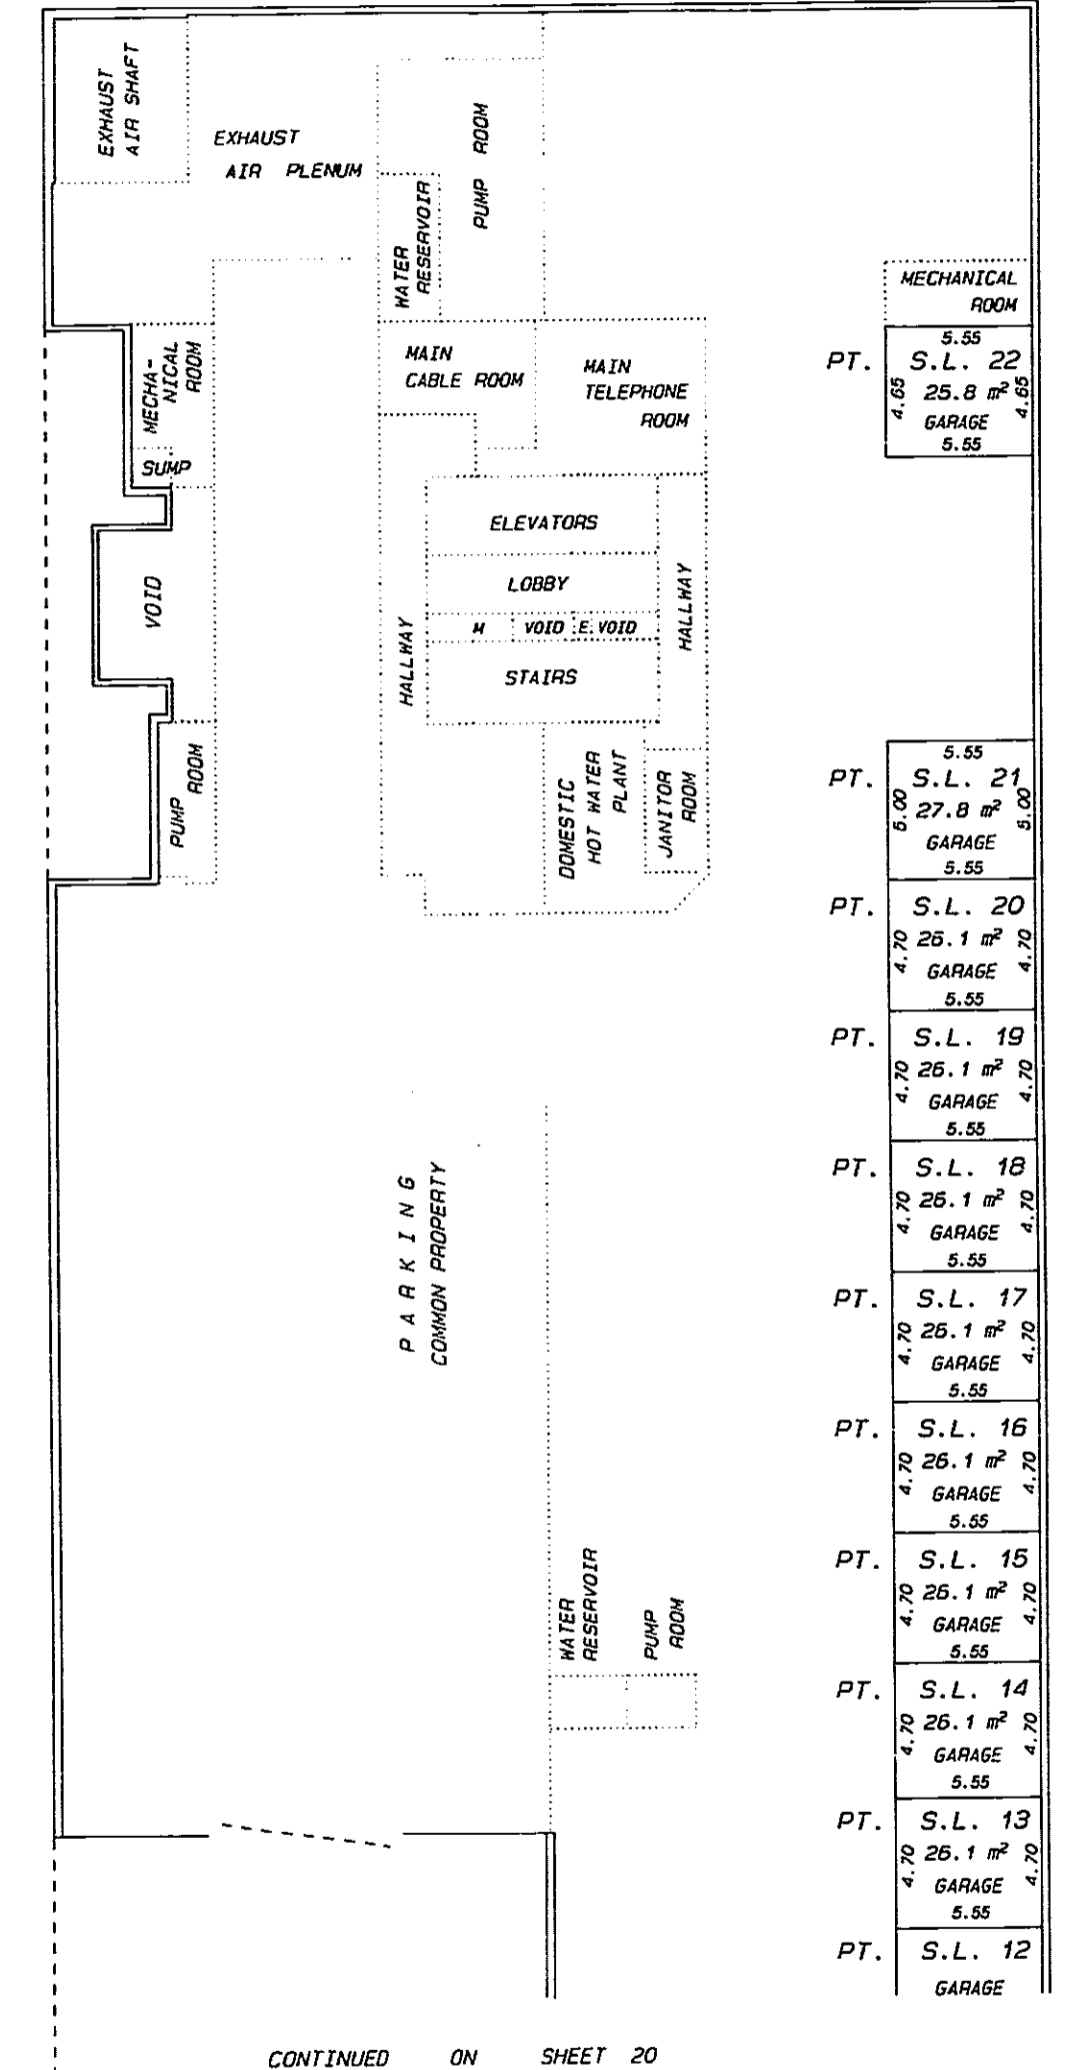 EXHAUST
AIR SHAFT
EXHAUST
AIR PLENUM
PUMP ROOM
WATER
RESERVOIR
MECHANICAL
ROOM
MECHA-
NICAL
ROOM
SUMP
MAIN
CABLE ROOM
MAIN
TELEPHONE
ROOM
5.55
PT. S.L. 22
4.65 25.8 m² 4.65
GARAGE
5.55
VOID
ELEVATORS
LOBBY
M VOID E. VOID
STAIRS
HALLWAY
HALLWAY
PUMP
ROOM
DOMESTIC
HOT WATER
PLANT
JANITOR
ROOM
5.55
PT. S.L. 21
5.00 27.8 m² 5.00
GARAGE
5.55
PT. S.L. 20
4.70 26.1 m² 4.70
GARAGE
5.55
PT. S.L. 19
4.70 26.1 m² 4.70
GARAGE
5.55
PT. S.L. 18
4.70 26.1 m² 4.70
GARAGE
5.55
PT. S.L. 17
4.70 26.1 m² 4.70
GARAGE
5.55
PT. S.L. 16
4.70 26.1 m² 4.70
GARAGE
5.55
PT. S.L. 15
4.70 26.1 m² 4.70
GARAGE
5.55
PT. S.L. 14
4.70 26.1 m² 4.70
GARAGE
5.55
PT. S.L. 13
4.70 26.1 m² 4.70
GARAGE
5.55
PT. S.L. 12
GARAGE
PARKING
COMMON PROPERTY
WATER
RESERVOIR
PUMP
ROOM
CONTINUED ON SHEET 20